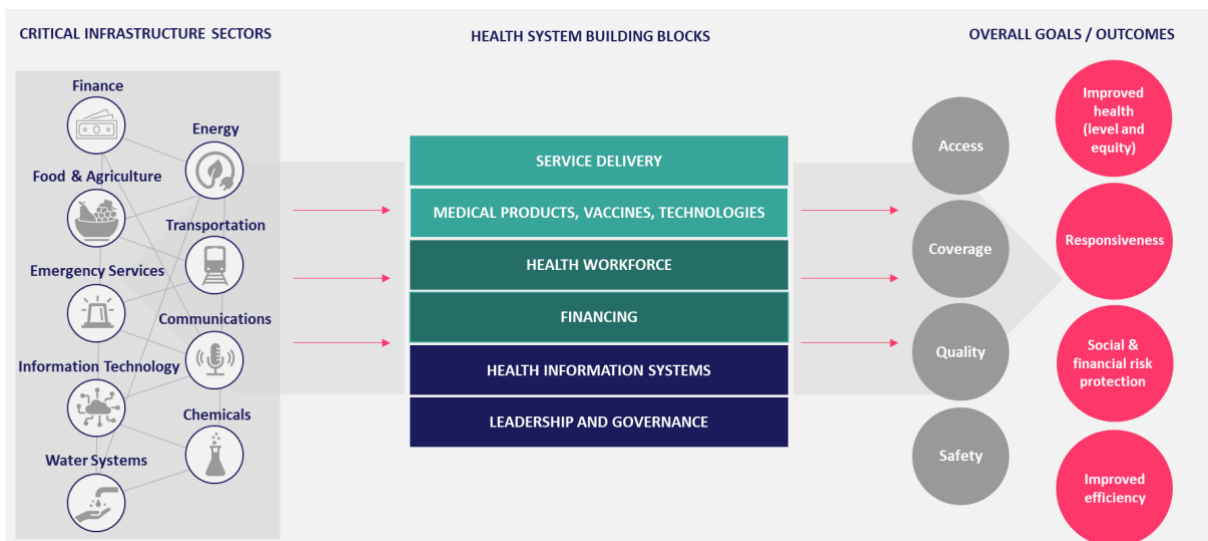 CRITICAL INFRASTRUCTURE SECTORS
Finance
Energy
Food & Agriculture
Transportation
Emergency Services
Communications
Information Technology
Chemicals
Water Systems
HEALTH SYSTEM BUILDING BLOCKS
SERVICE DELIVERY
MEDICAL PRODUCTS, VACCINES, TECHNOLOGIES
HEALTH WORKFORCE
FINANCING
HEALTH INFORMATION SYSTEMS
LEADERSHIP AND GOVERNANCE
OVERALL GOALS / OUTCOMES
Access
Coverage
Quality
Safety
Improved
health
(level and
equity)
Responsiveness
Social &
financial risk
protection
Improved
efficiency